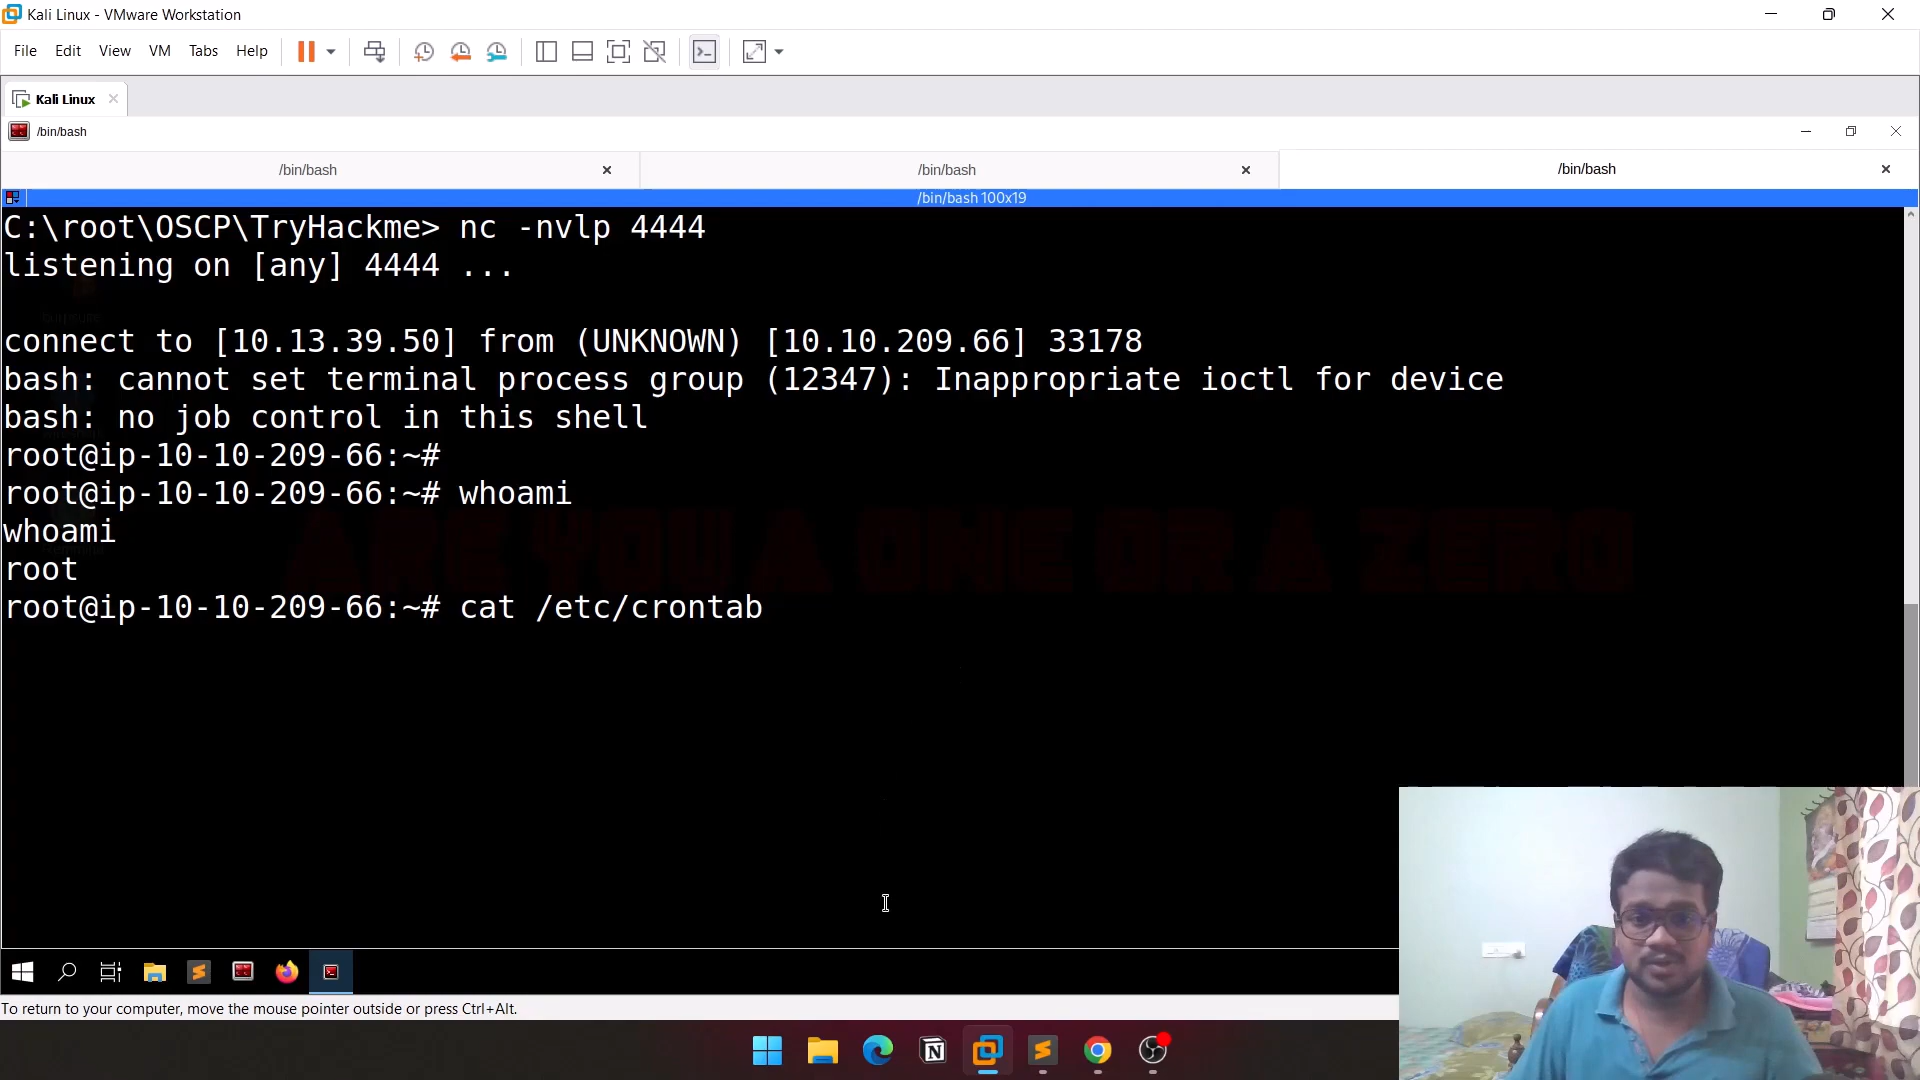 Kali Linux - VMware Workstation
File Edit View VM Tabs Help
Kali Linux
/bin/bash
/bin/bash /bin/bash /bin/bash
/bin/bash 100x19
C:\root\OSCP\TryHackme> nc -nvlp 4444
listening on [any] 4444 ...
connect to [10.13.39.50] from (UNKNOWN) [10.10.209.66] 33178
bash: cannot set terminal process group (12347): Inappropriate ioctl for device
bash: no job control in this shell
root@ip-10-10-209-66:~#
root@ip-10-10-209-66:~# whoami
whoami
root
root@ip-10-10-209-66:~# cat /etc/crontab
ARE YOU A ONE OR A ZERO
To return to your computer, move the mouse pointer outside or press Ctrl+Alt.